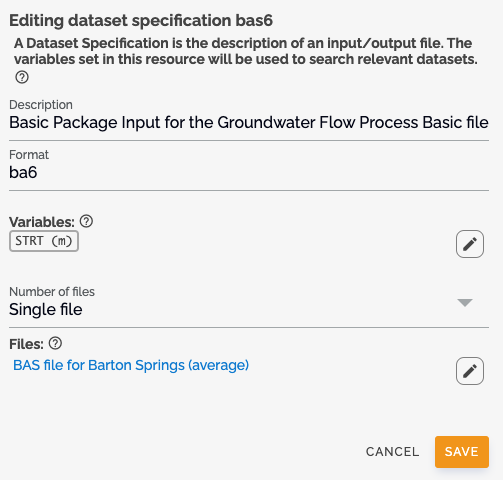 Editing dataset specification bas6
A Dataset Specification is the description of an input/output file. The
variables set in this resource will be used to search relevant datasets.
?
Description
Basic Package Input for the Groundwater Flow Process Basic file
Format
ba6
Variables: ?
STRT (m)
Number of files
Single file
Files: ?
BAS file for Barton Springs (average)
CANCEL SAVE